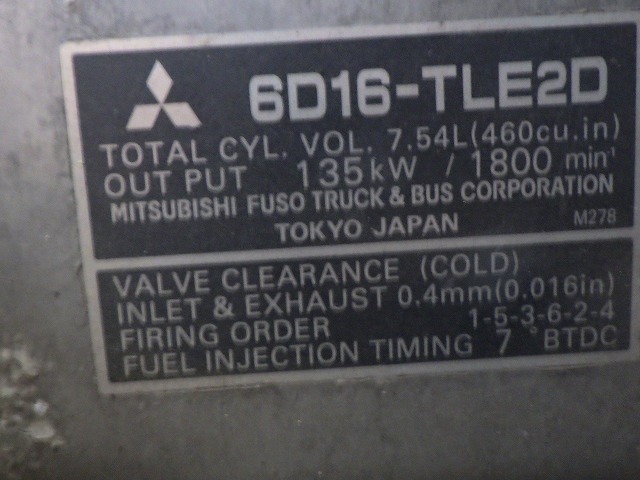 6D16-TLE2D
TOTAL CYL. VOL. 7.54L(460cu.in)
OUT PUT 135kW / 1800 min⁻¹
MITSUBISHI FUSO TRUCK & BUS CORPORATION
TOKYO JAPAN M278
VALVE CLEARANCE (COLD)
INLET & EXHAUST 0.4mm(0.016in)
FIRING ORDER 1-5-3-6-2-4
FUEL INJECTION TIMING 7° BTDC